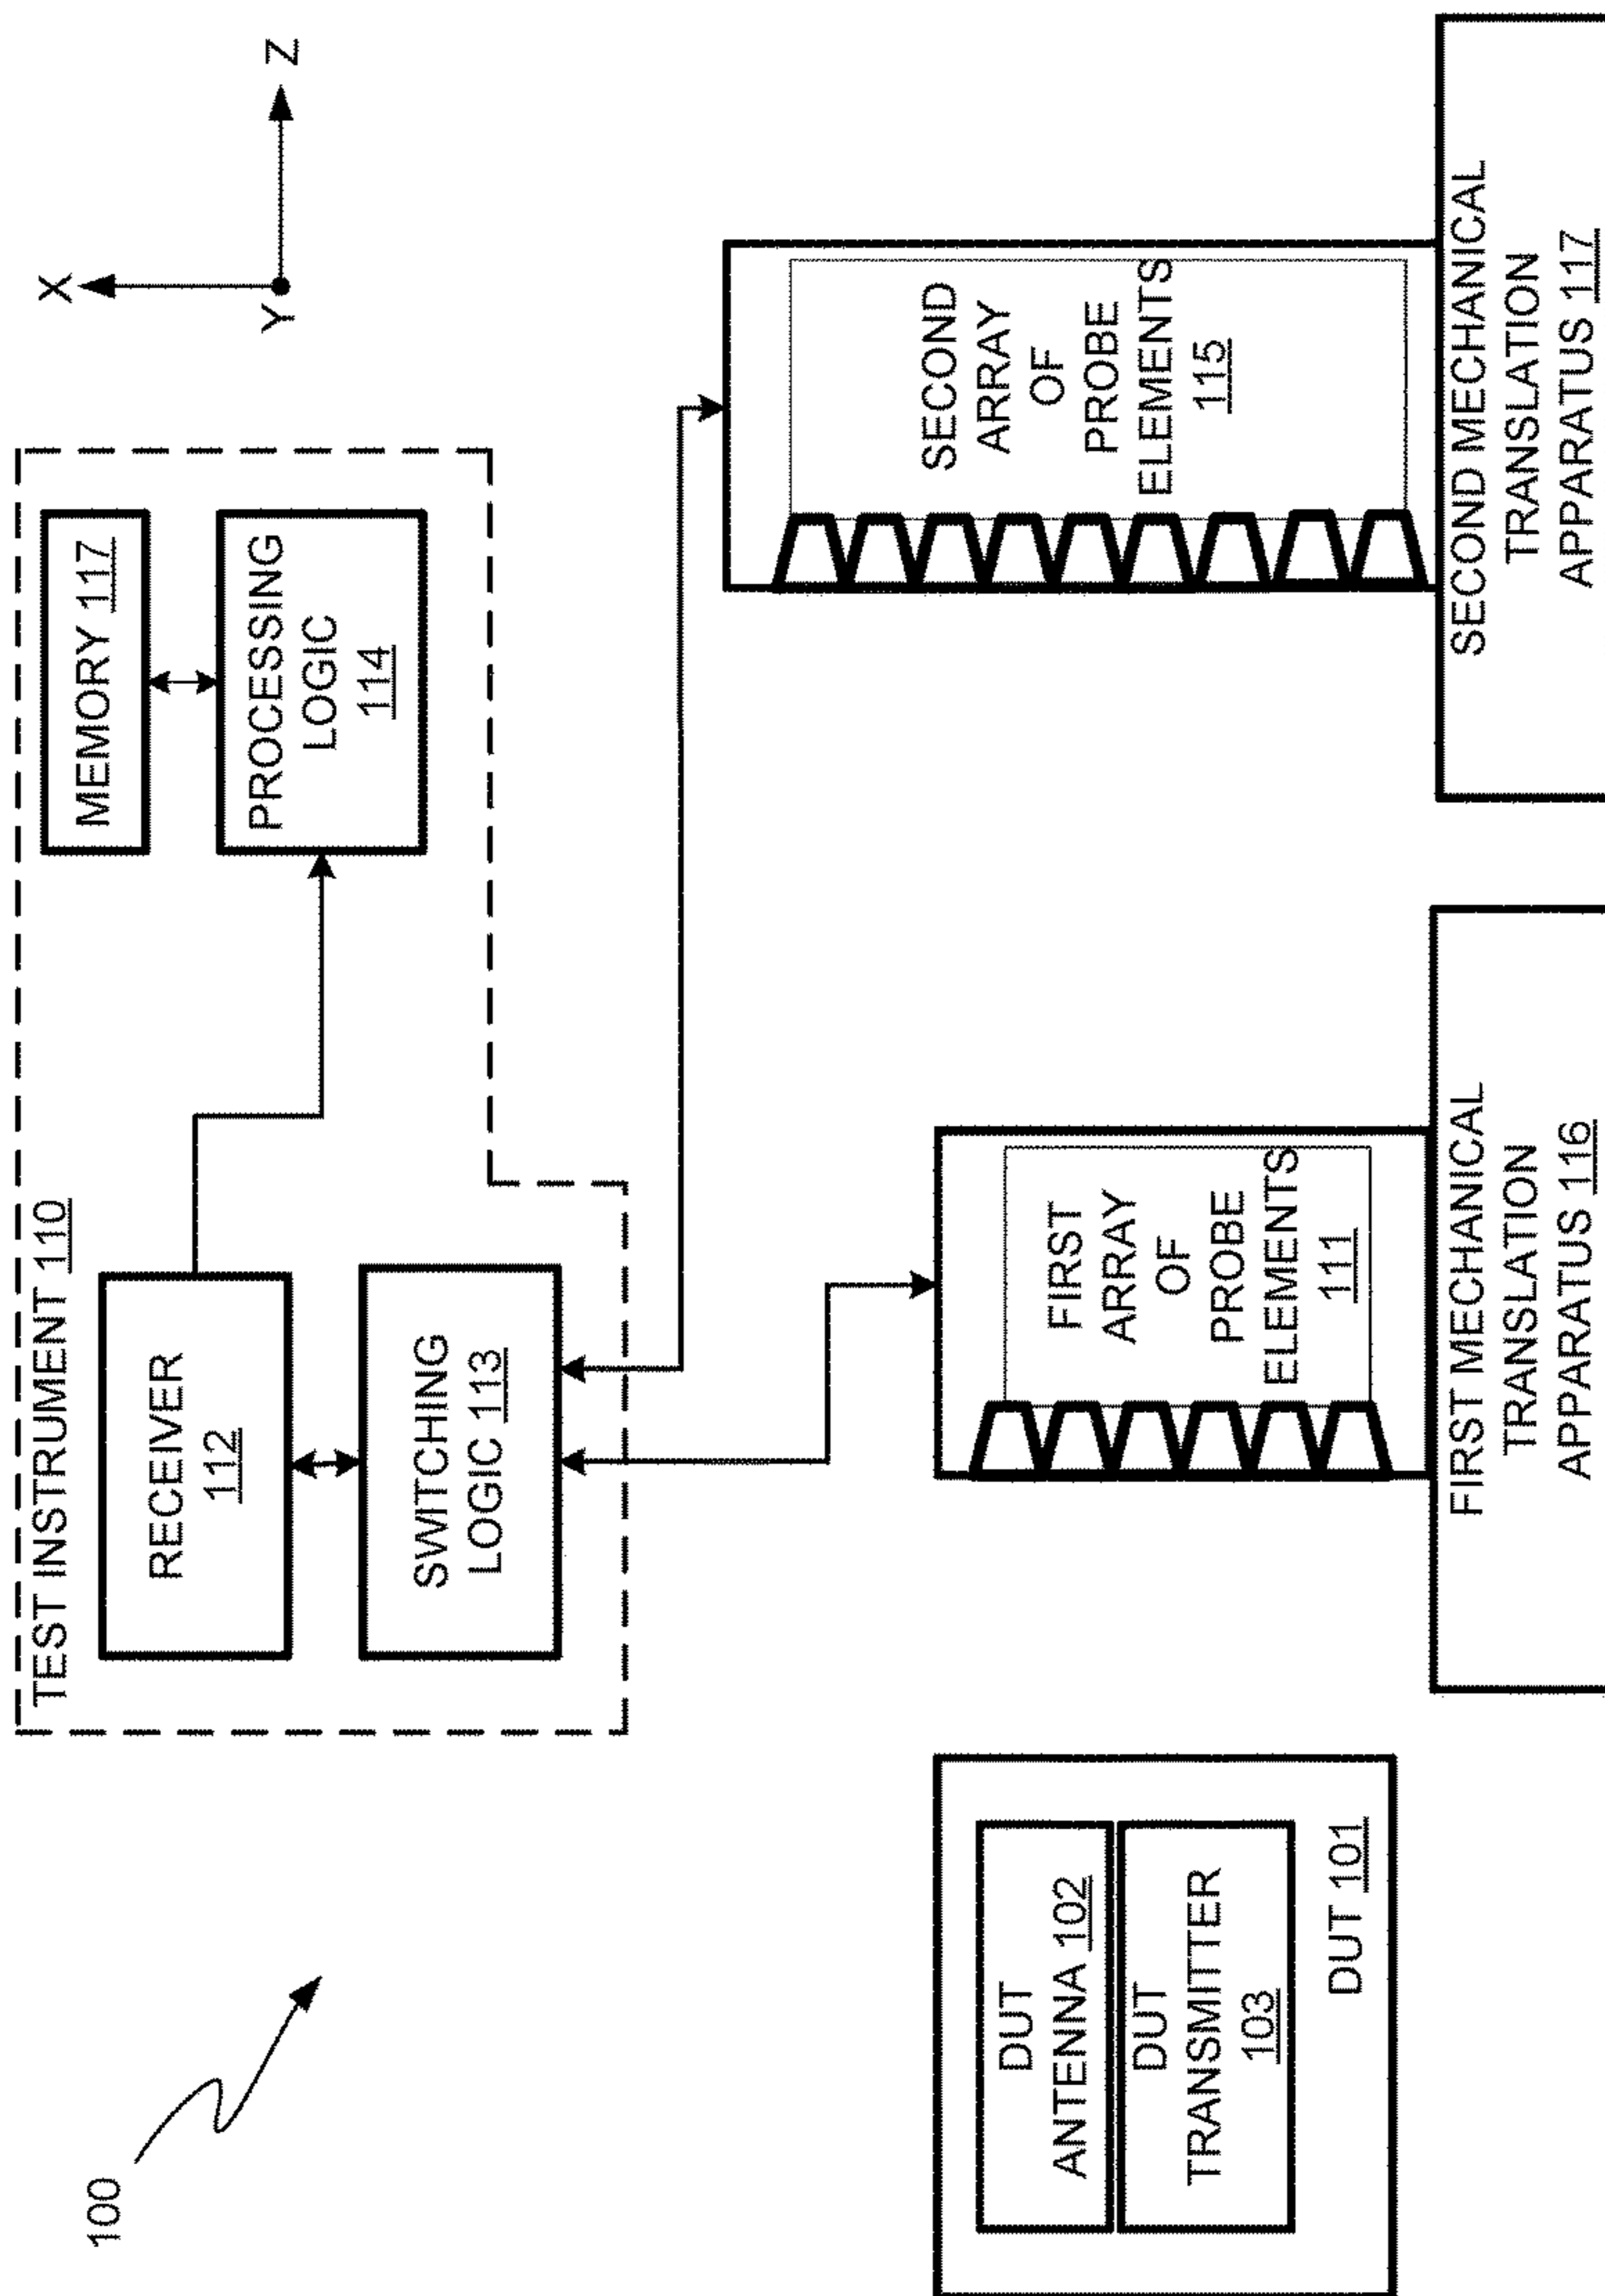 100
TEST INSTRUMENT 110
RECEIVER
112
SWITCHING
LOGIC 113
MEMORY 117
PROCESSING
LOGIC
114
X
Y
Z
DUT
ANTENNA 102
DUT
TRANSMITTER
103
DUT 101
FIRST
ARRAY
OF
PROBE
ELEMENTS
111
FIRST MECHANICAL
TRANSLATION
APPARATUS 116
SECOND
ARRAY
OF
PROBE
ELEMENTS
115
SECOND MECHANICAL
TRANSLATION
APPARATUS 117